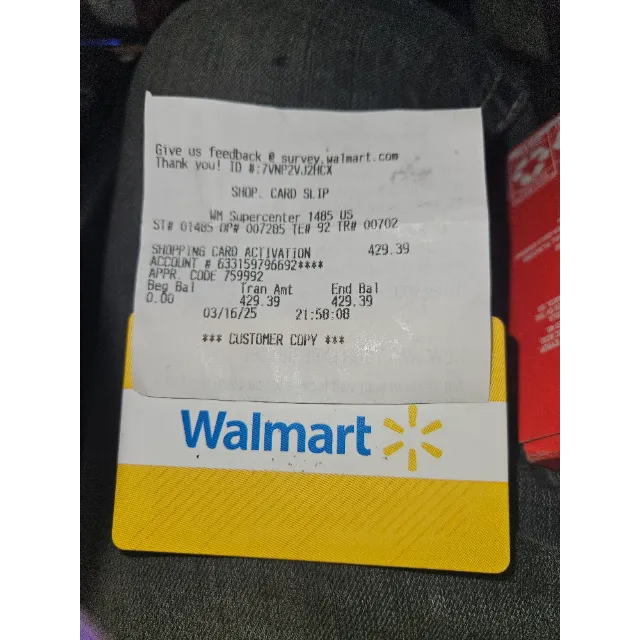 Give us feedback @ survey.walmart.com
Thank you! ID #:7VNP2VJ2HCX
SHOP. CARD SLIP
WM Supercenter 1485 US
ST# 01485 OP# 007285 TE# 92 TR# 00702
SHOPPING CARD ACTIVATION 429.39
ACCOUNT # 633159796692****
APPR. CODE 759992
Beg Bal Tran Amt End Bal
0.00 429.39 429.39
03/16/25 21:58:08
*** CUSTOMER COPY ***
Walmart